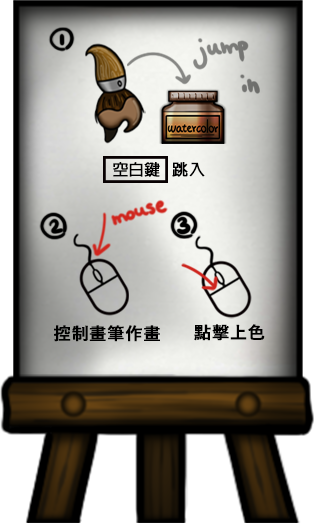 ①
jump
in
watercolor
空白鍵 跳入
②
mouse
③
控制畫筆作畫
點擊上色